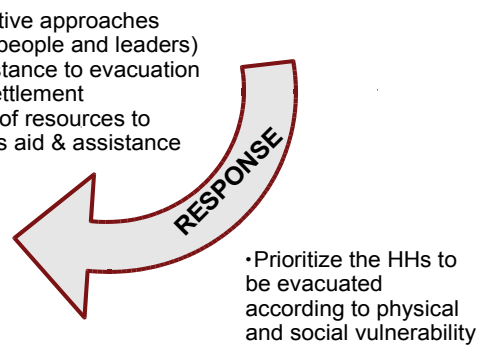 tive approaches
people and leaders)
stance to evacuation
ettlement
of resources to
s aid & assistance
RESPONSE
•Prioritize the HHs to
be evacuated
according to physical
and social vulnerability